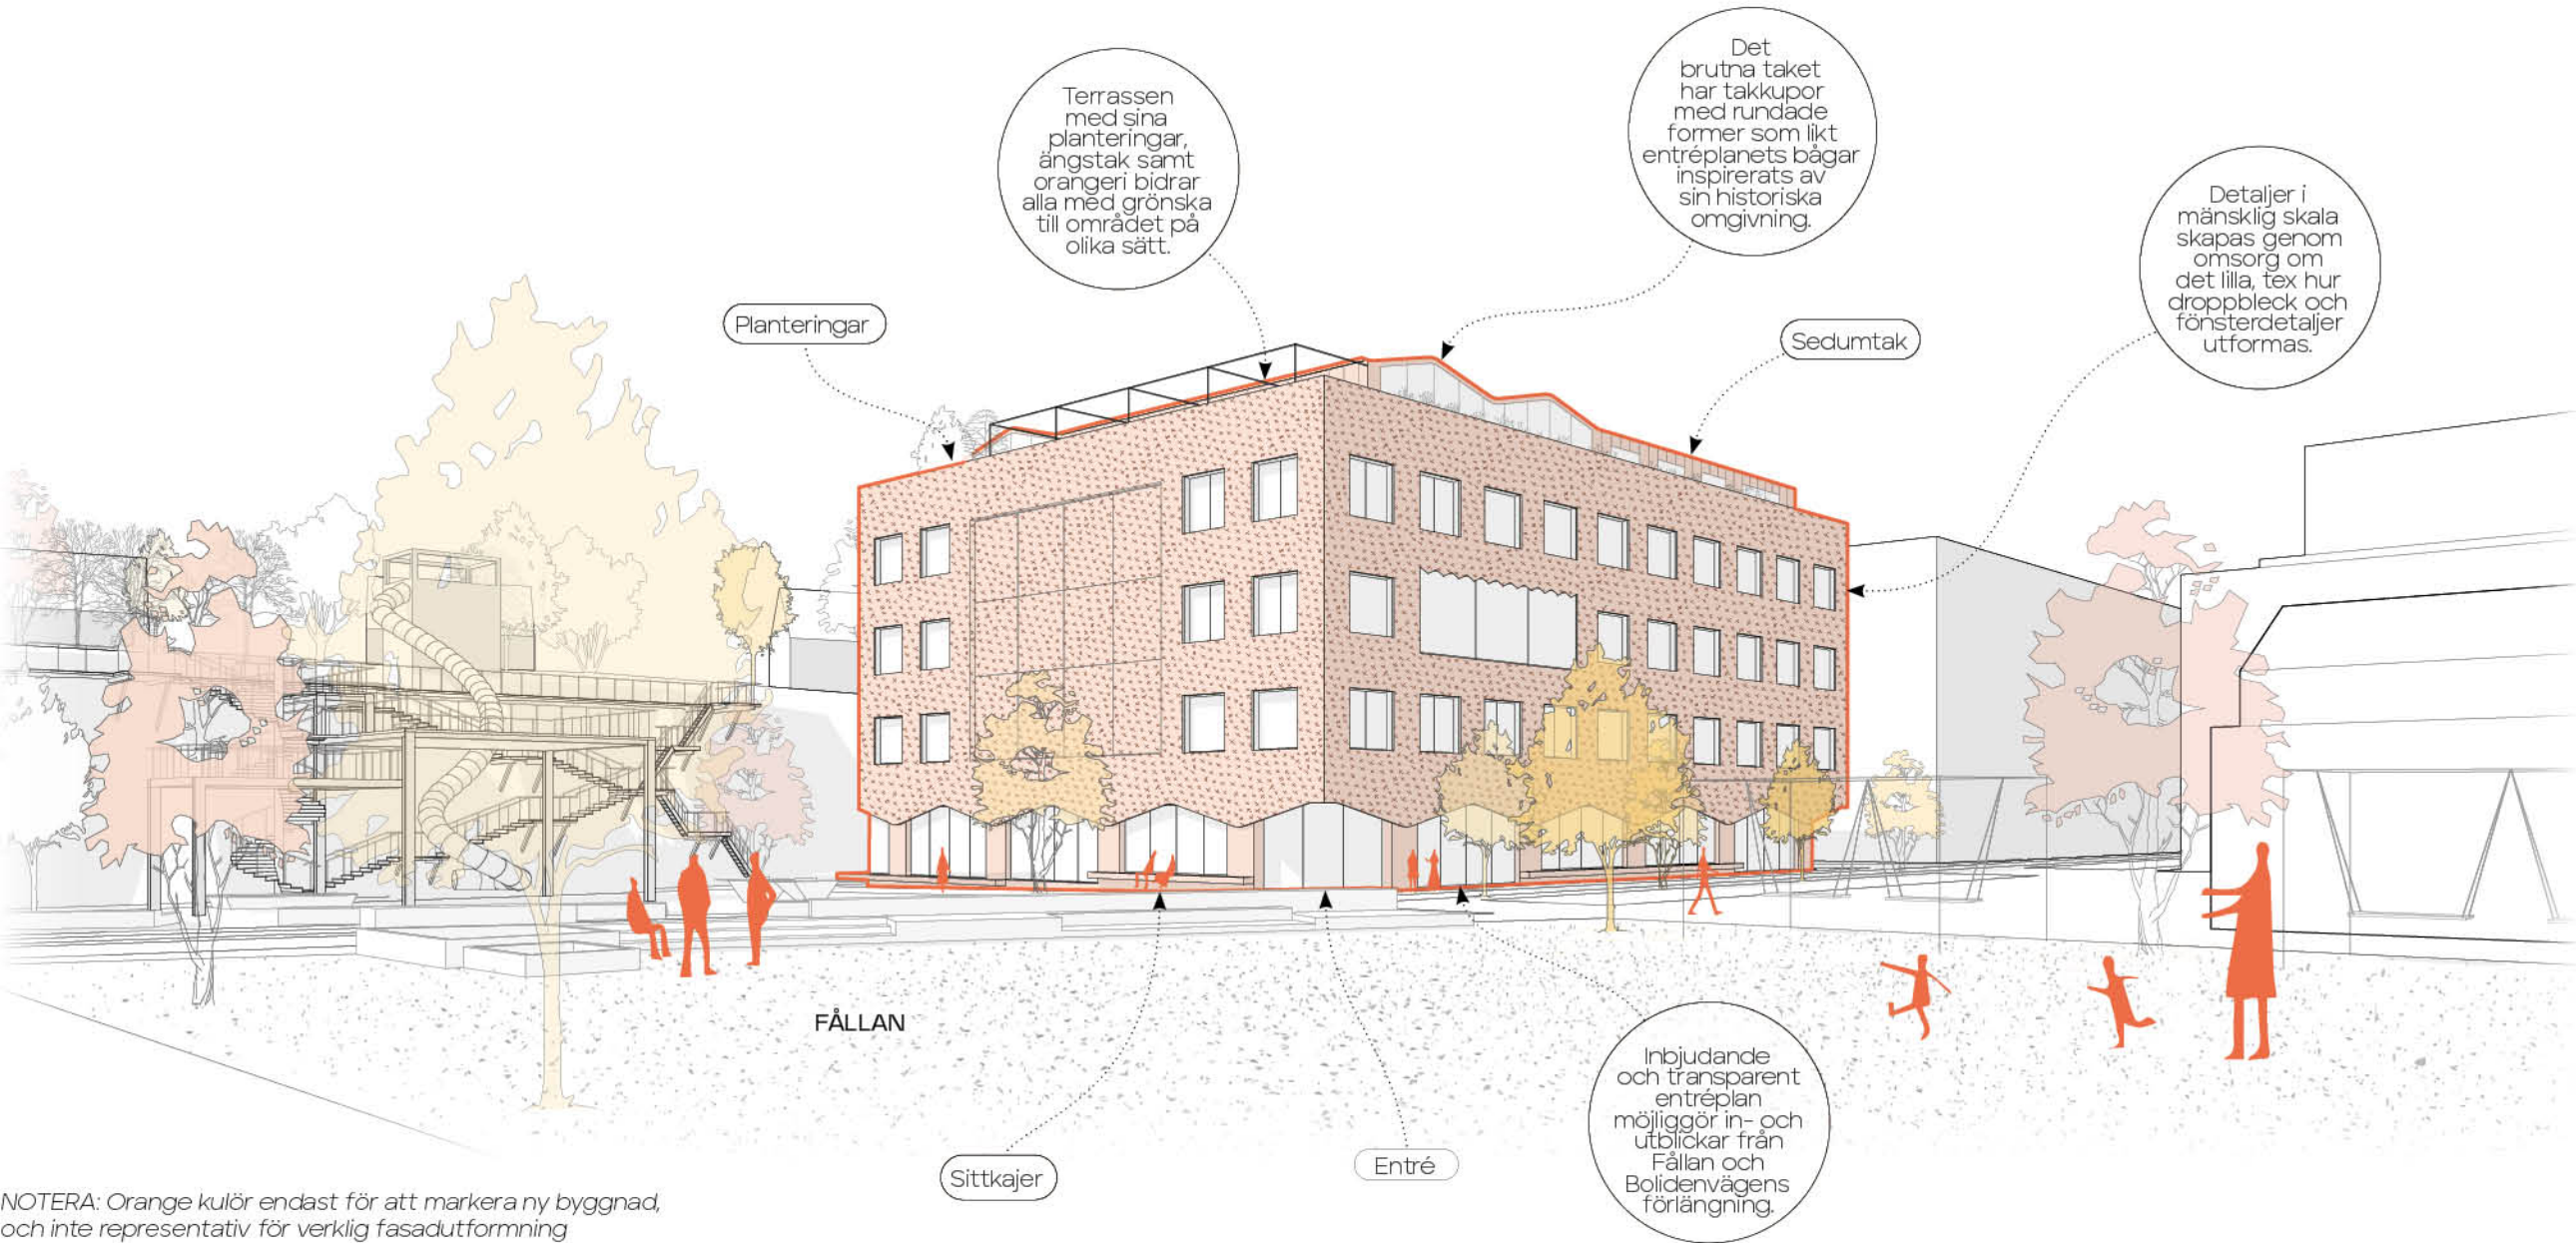 Terrassen
med sina
planteringar,
ängstak samt
orangeri bidrar
alla med grönska
till området på
olika sätt.
Det
brutna taket
har takkupor
med rundade
former som likt
entréplanets bågar
inspirerats av
sin historiska
omgivning.
Detaljer i
mänsklig skala
skapas genom
omsorg om
det lilla, tex hur
droppbleck och
fönsterdetaljer
utformas.
Planteringar
Sedumtak
FÅLLAN
Sittkajer
Entré
Inbjudande
och transparent
entréplan
möjliggör in- och
utblickar från
Fållan och
Bolidenvägens
förlängning.
NOTERA: Orange kulör endast för att markera ny byggnad,
och inte representativ för verklig fasadutformning